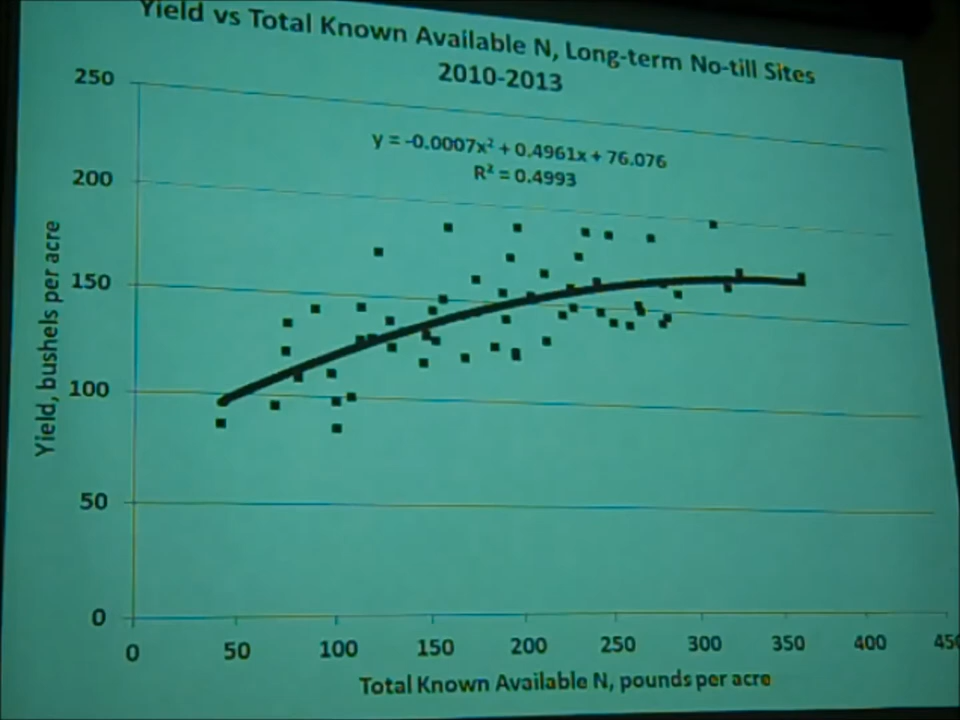 Yield vs Total Known Available N, Long-term No-till Sites
2010-2013
250
y = -0.0007x² + 0.4961x + 76.076
R² = 0.4993
200
150
100
50
0
Yield, bushels per acre
0 50 100 150 200 250 300 350 400 450
Total Known Available N, pounds per acre